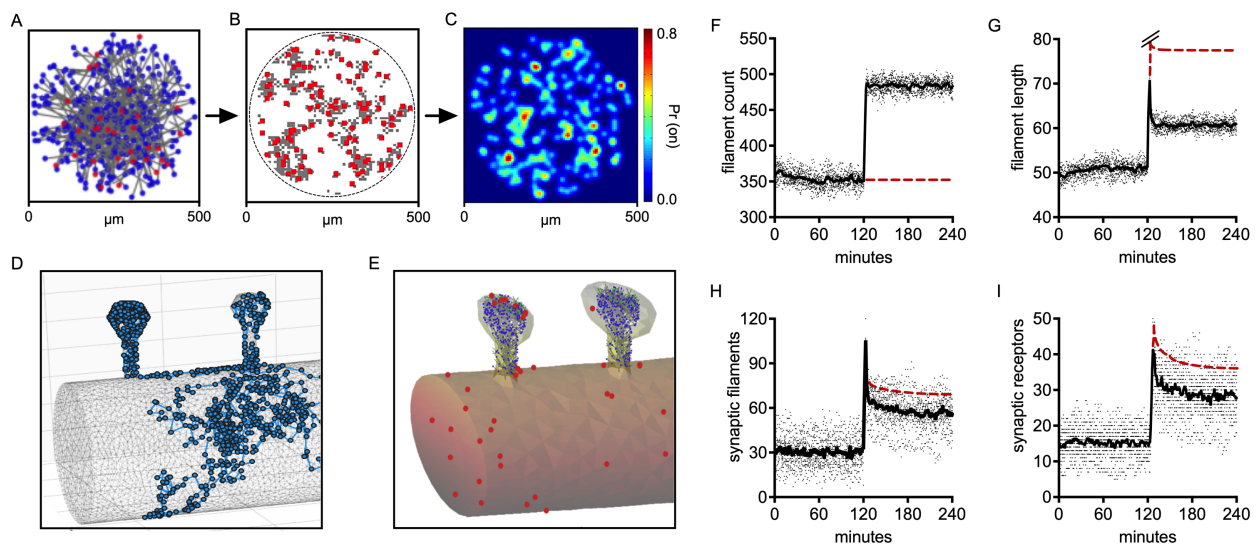 A
0
µm
500
B
0
µm
500
C
0
µm
500
0.8
Pr (on)
0.0
D
E
F
filament count
550
500
450
400
350
300
0 60 120 180 240
minutes
G
filament length
80
70
60
50
40
0 60 120 180 240
minutes
H
synaptic filaments
120
90
60
30
0
0 60 120 180 240
minutes
I
synaptic receptors
50
40
30
20
10
0
0 60 120 180 240
minutes